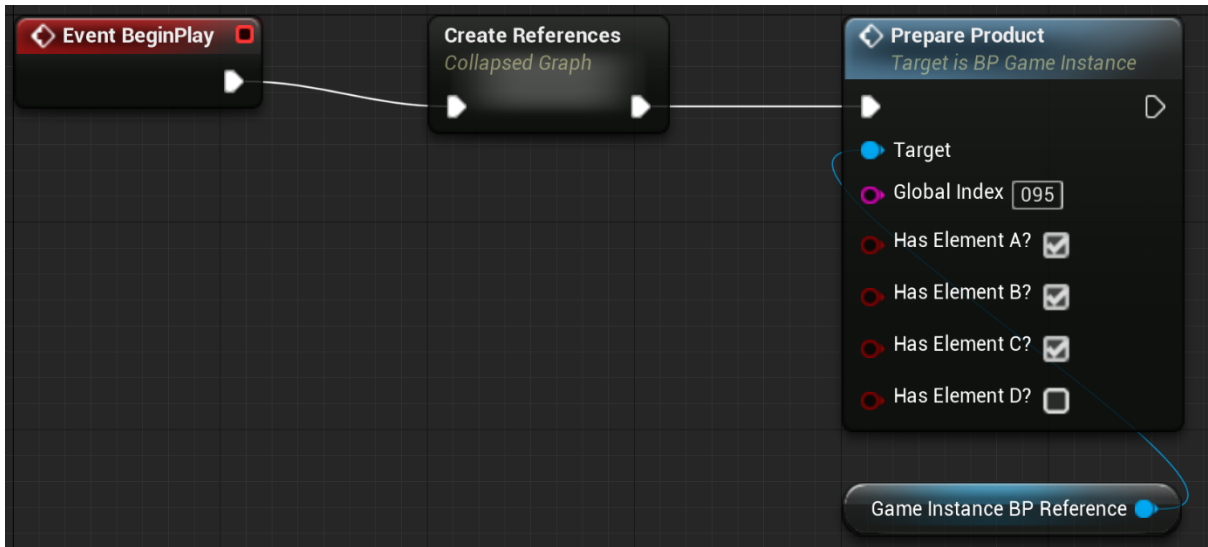 Event BeginPlay
Create References
Collapsed Graph
Prepare Product
Target is BP Game Instance
Target
Global Index 095
Has Element A?
Has Element B?
Has Element C?
Has Element D?
Game Instance BP Reference